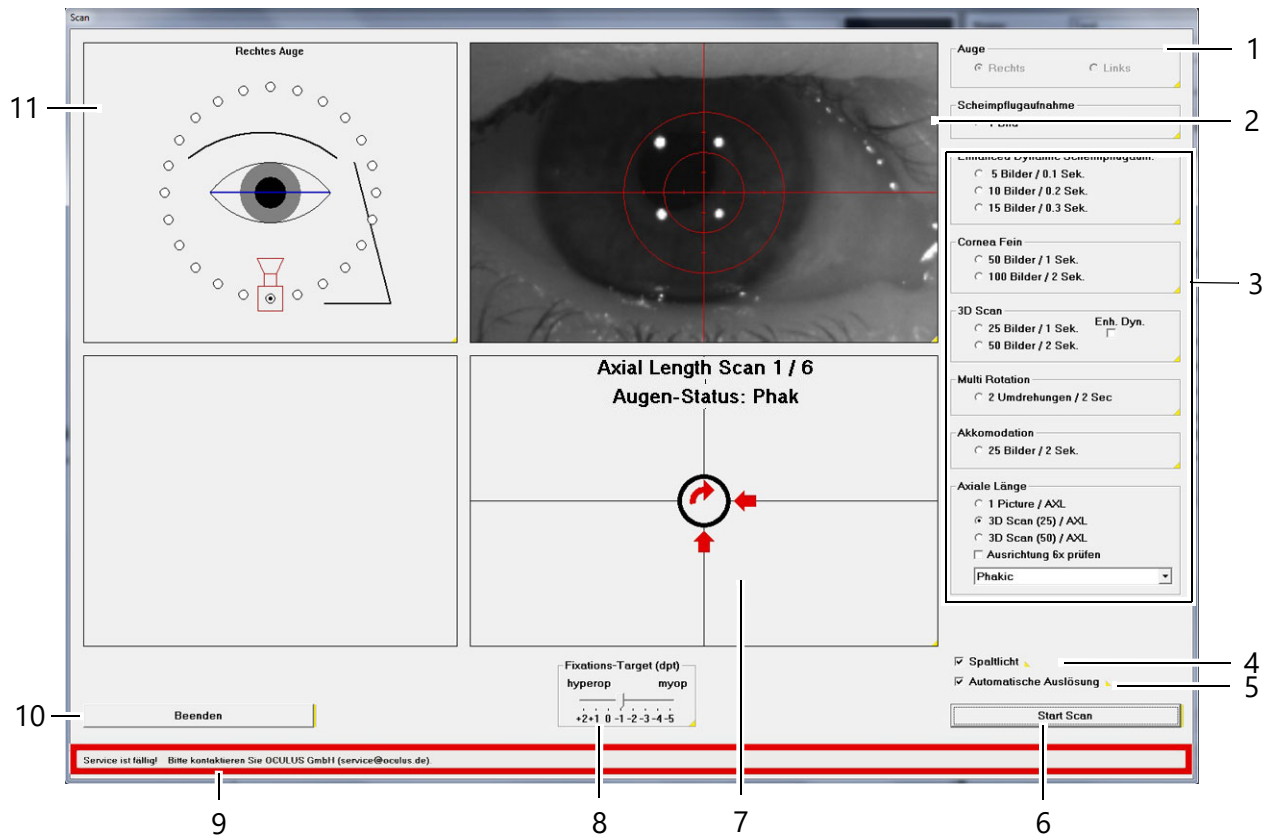 Scan
Rechtes Auge
Auge
Rechts
Links
Scheimpflugaufnahme
1 Bild
Enhanced Dynamic Scheimpflugaufn.
5 Bilder / 0.1 Sek.
10 Bilder / 0.2 Sek.
15 Bilder / 0.3 Sek.
Cornea Fein
50 Bilder / 1 Sek.
100 Bilder / 2 Sek.
3D Scan
25 Bilder / 1 Sek.
Enh. Dyn.
50 Bilder / 2 Sek.
Multi Rotation
2 Umdrehungen / 2 Sec
Akkomodation
25 Bilder / 2 Sek.
Axiale Länge
1 Picture / AXL
3D Scan (25) / AXL
3D Scan (50) / AXL
Ausrichtung 6x prüfen
Phakic
Axial Length Scan 1 / 6
Augen-Status: Phak
Fixations-Target (dpt)
hyperop myop
+2 +1 0 -1 -2 -3 -4 -5
Spaltlicht
Automatische Auslösung
Beenden
Start Scan
Service ist fällig! Bitte kontaktieren Sie OCULUS GmbH (service@oculus.de).
1
2
3
4
5
6
7
8
9
10
11